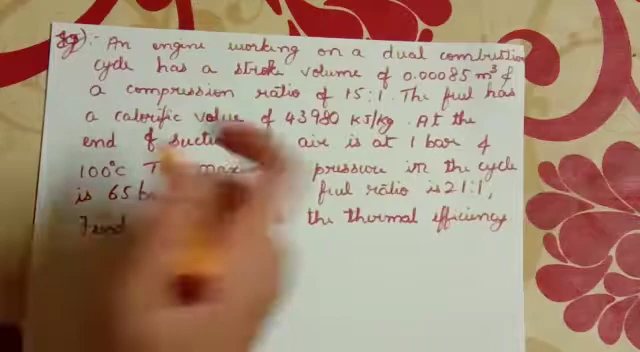 Eg):- An engine working on a dual combustion
cycle has a stroke volume of 0.00085 m³ &
a compression ratio of 15:1. The fuel has
a calorific value of 43980 KJ/kg. At the
end of suction air is at 1 bar &
100°C pressure in the cycle
is 65 fuel ratio is 21:1,
the thermal efficiency